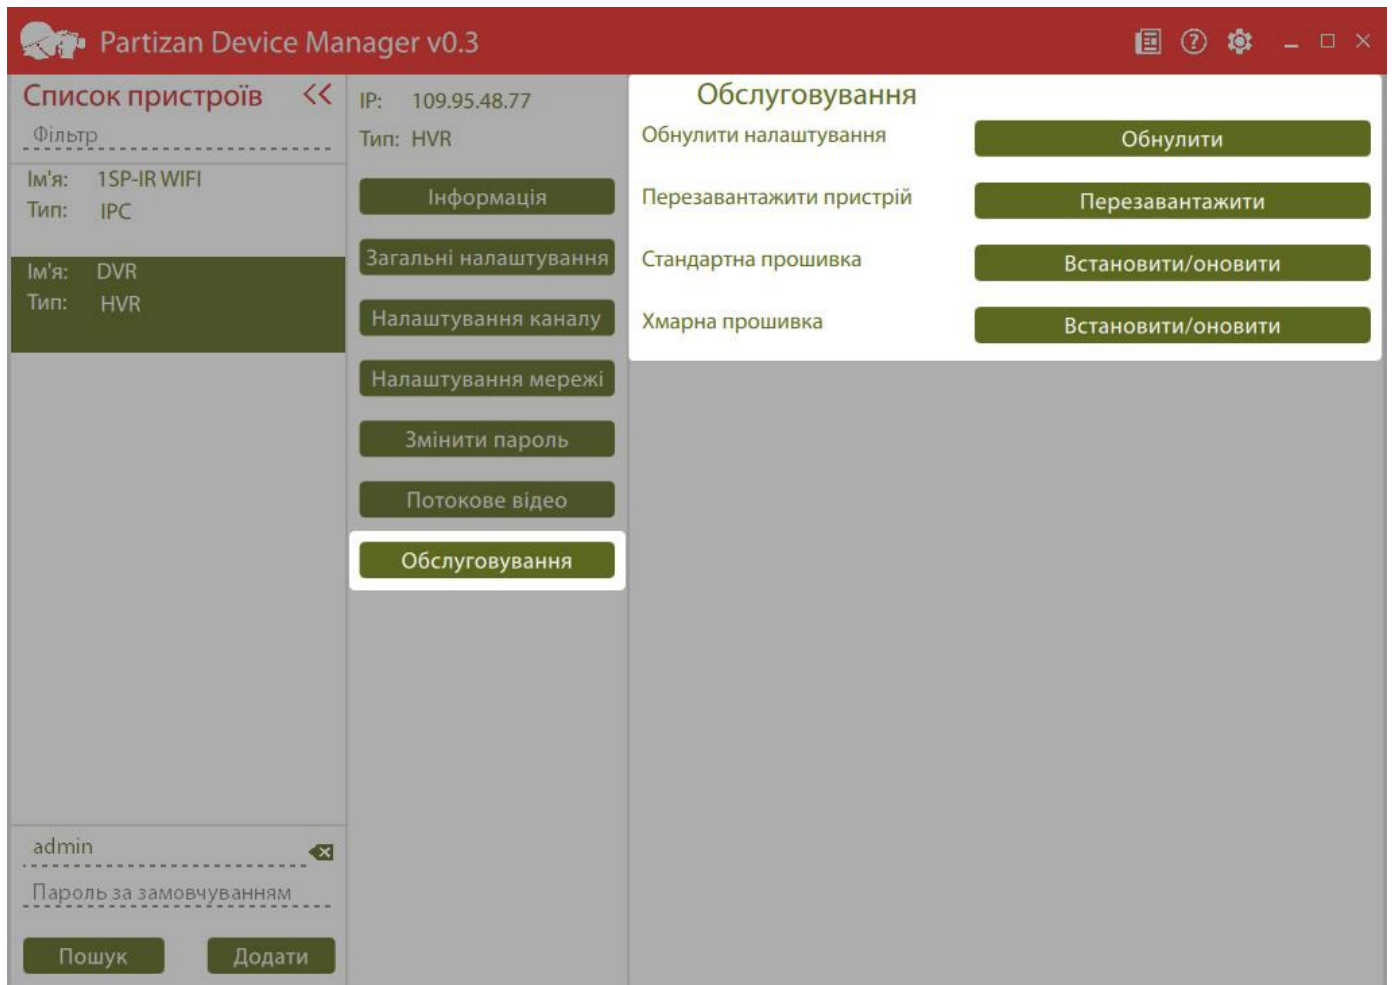 Partizan Device Manager v0.3
Список пристроїв <<
Фільтр
Ім'я: 1SP-IR WIFI
Тип: IPC
Ім'я: DVR
Тип: HVR
admin
Пароль за замовчуванням
Пошук Додати
IP: 109.95.48.77
Тип: HVR
Інформація
Загальні налаштування
Налаштування каналу
Налаштування мережі
Змінити пароль
Потокове відео
Обслуговування
Обслуговування
Обнулити налаштування Обнулити
Перезавантажити пристрій Перезавантажити
Стандартна прошивка Встановити/оновити
Хмарна прошивка Встановити/оновити